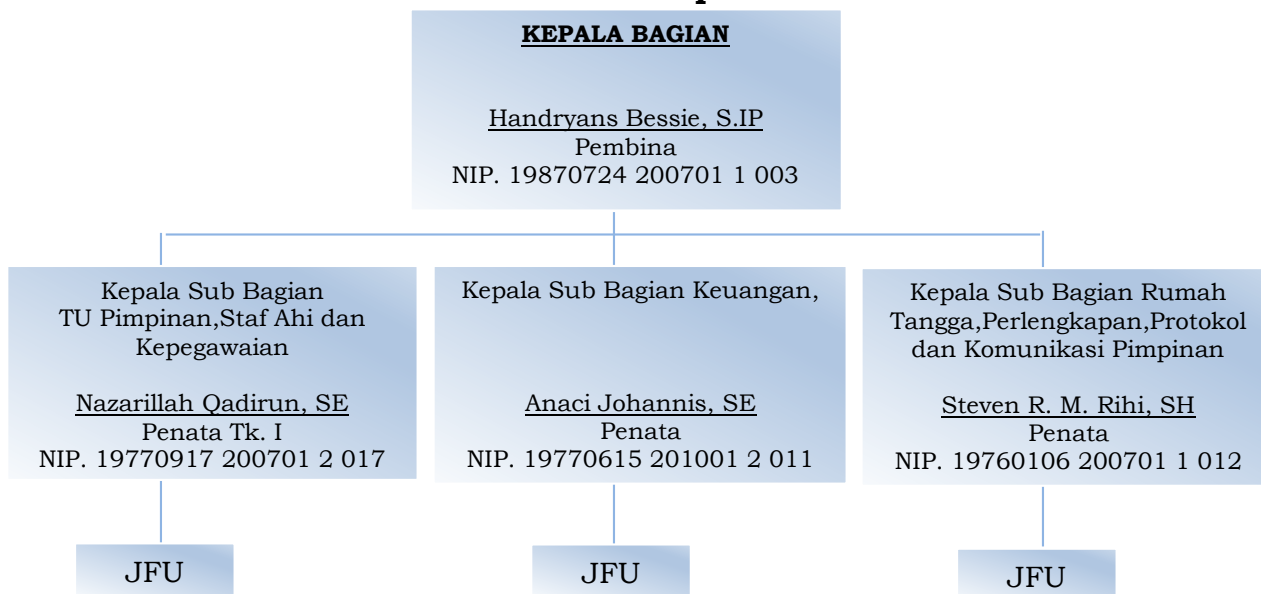 KEPALA BAGIAN
Handryans Bessie, S.IP
Pembina
NIP. 19870724 200701 1 003
Kepala Sub Bagian
TU Pimpinan,Staf Ahi dan
Kepegawaian
Nazarillah Qadirun, SE
Penata Tk. I
NIP. 19770917 200701 2 017
Kepala Sub Bagian Keuangan,
Anaci Johannis, SE
Penata
NIP. 19770615 201001 2 011
Kepala Sub Bagian Rumah
Tangga,Perlengkapan,Protokol
dan Komunikasi Pimpinan
Steven R. M. Rihi, SH
Penata
NIP. 19760106 200701 1 012
JFU
JFU
JFU